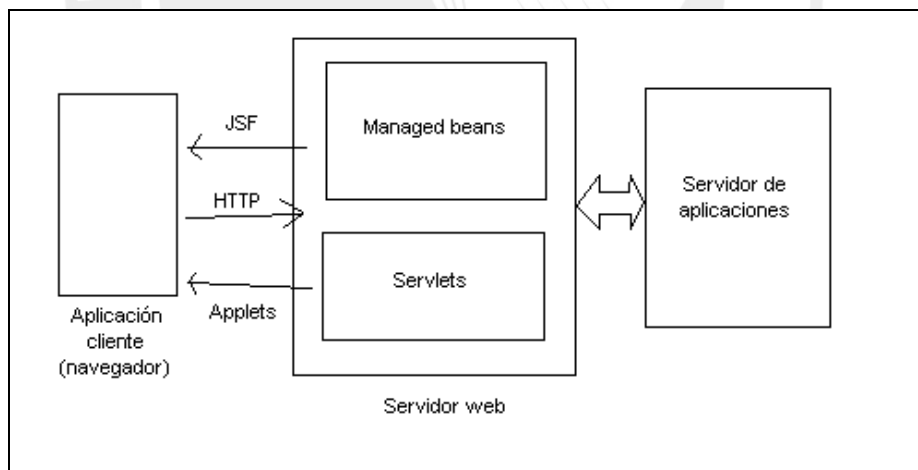 JSF
HTTP
Applets
Aplicación
cliente
(navegador)
Managed beans
Servlets
Servidor web
Servidor de
aplicaciones